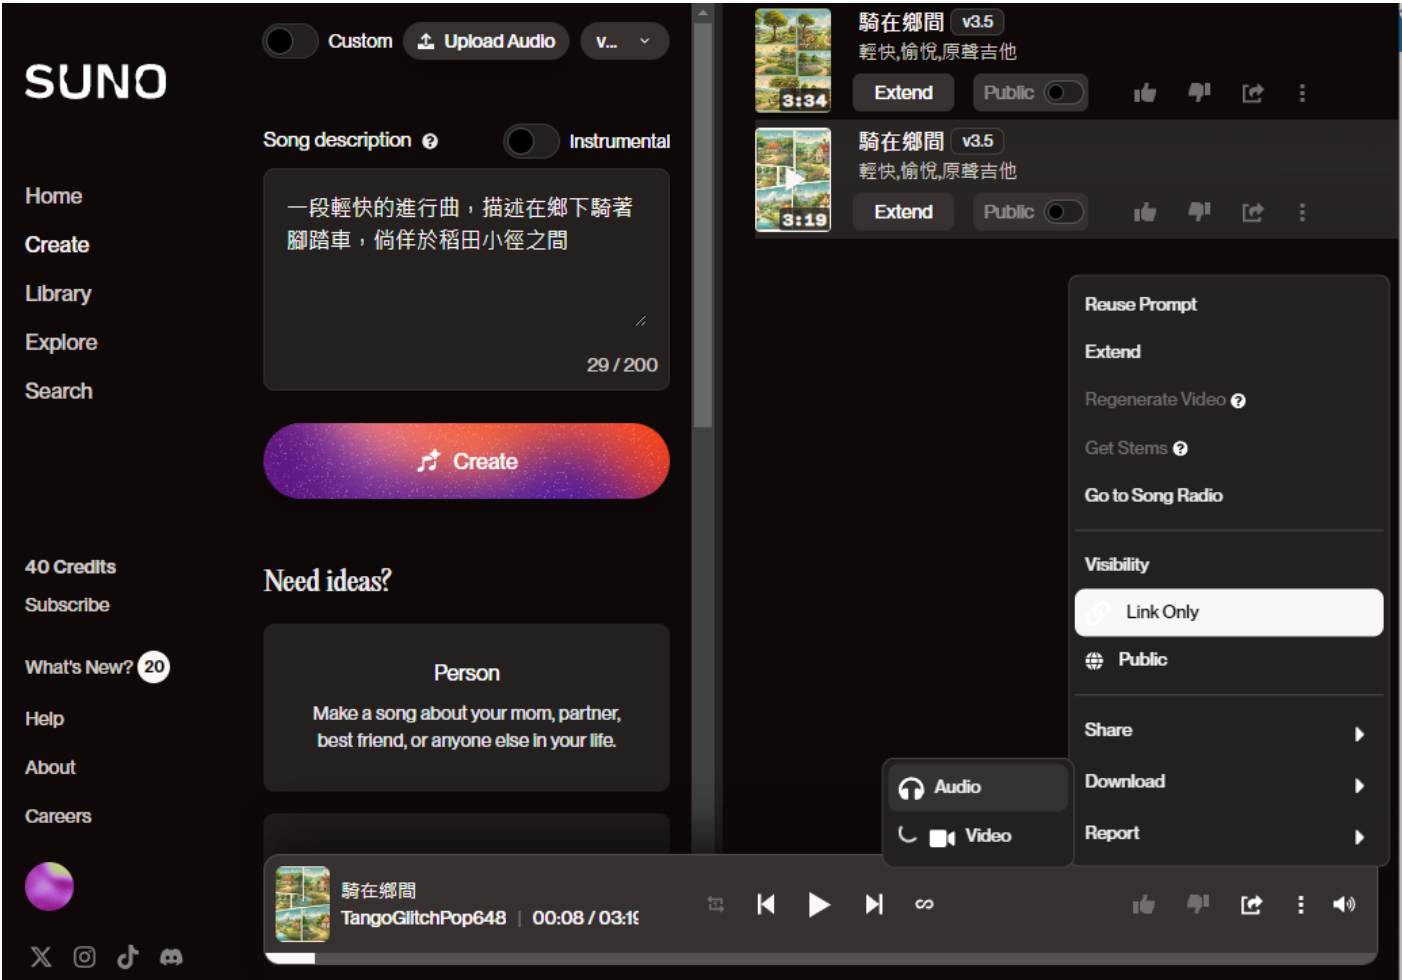 SUNO
Home
Create
Library
Explore
Search
40 Credits
Subscribe
What's New? 20
Help
About
Careers
Custom
Upload Audio
v...
Song description
Instrumental
一段輕快的進行曲，描述在鄉下騎著
腳踏車，倘佯於稻田小徑之間
29 / 200
Create
Need ideas?
Person
Make a song about your mom, partner,
best friend, or anyone else in your life.
騎在鄉間 v3.5
輕快,愉悅,原聲吉他
3:34
Extend
Public
騎在鄉間 v3.5
輕快,愉悅,原聲吉他
3:19
Extend
Public
Reuse Prompt
Extend
Regenerate Video ?
Get Stems ?
Go to Song Radio
Visibility
Link Only
Public
Share
Download
Report
Audio
Video
騎在鄉間
TangoGlitchPop648 | 00:08 / 03:19